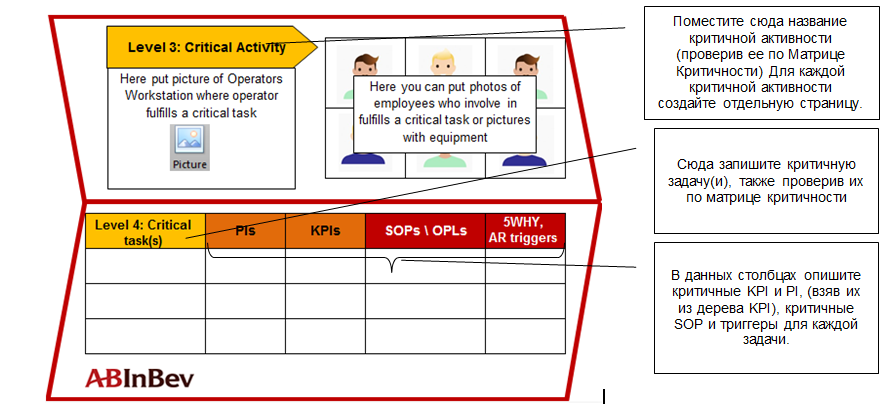 Level 3: Critical Activity
Here put picture of Operators
Workstation where operator
fulfills a critical task
Picture
Here you can put photos of
employees who involve in
fulfills a critical task or pictures
with equipment
Поместите сюда название
критичной активности
(проверив ее по Матрице
Критичности) Для каждой
критичной активности
создайте отдельную страницу.
Сюда запишите критичную
задачу(и), также проверив их
по матрице критичности
Level 4: Critical
task(s)
PIs
KPIs
SOPs \ OPLs
5WHY,
AR triggers
В данных столбцах опишите
критичные KPI и PI, (взяв их
из дерева KPI), критичные
SOP и триггеры для каждой
задачи.
ABInBev